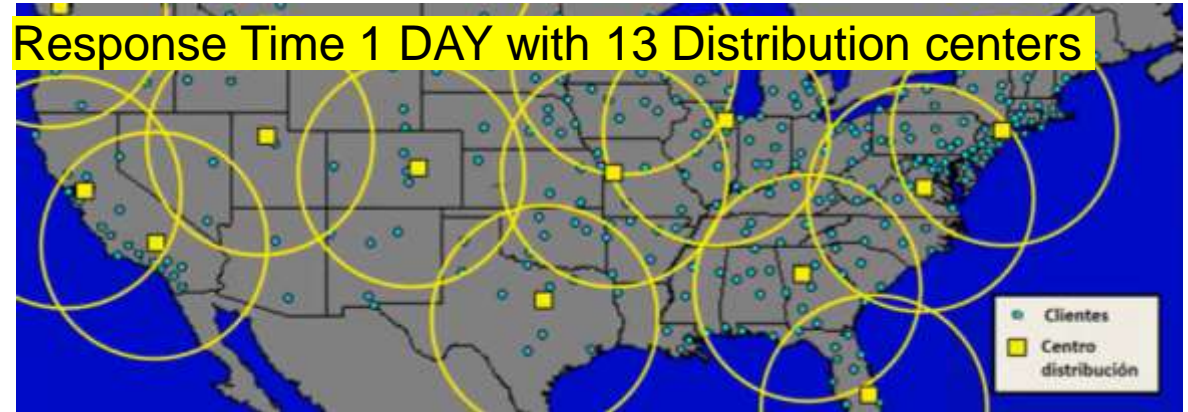 Response Time 1 DAY with 13 Distribution centers
Clientes
Centro
distribución